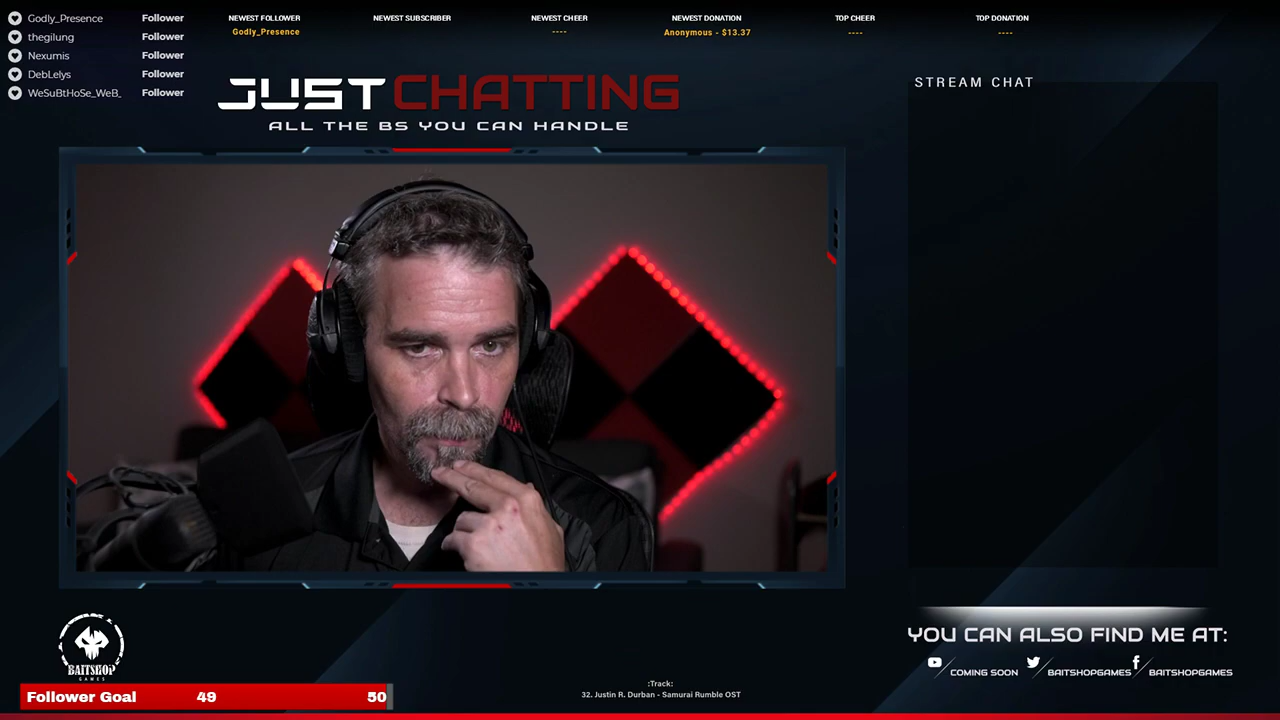 Godly_Presence Follower
thegilung Follower
Nexumis Follower
DebLelys Follower
WeSuBtHoSe_WeB_ Follower
NEWEST FOLLOWER
Godly_Presence
NEWEST SUBSCRIBER
NEWEST CHEER
----
NEWEST DONATION
Anonymous - $13.37
TOP CHEER
----
TOP DONATION
----
JUST CHATTING
ALL THE BS YOU CAN HANDLE
STREAM CHAT
BAITSHOP
GAMES
Follower Goal 49 50
:Track:
32. Justin R. Durban - Samurai Rumble OST
YOU CAN ALSO FIND ME AT:
COMING SOON BAITSHOPGAMES BAITSHOPGAMES